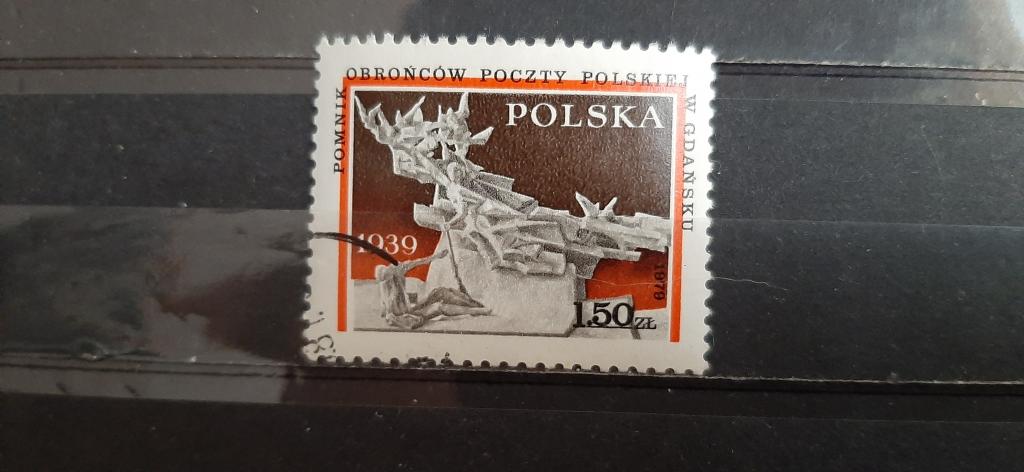 POMNIK OBROŃCÓW POCZTY POLSKIEJ W GDAŃSKU
POLSKA
1939
1979
1.50 ZŁ